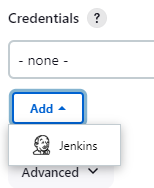 Credentials ?
- none -
Add
Jenkins
Advanced